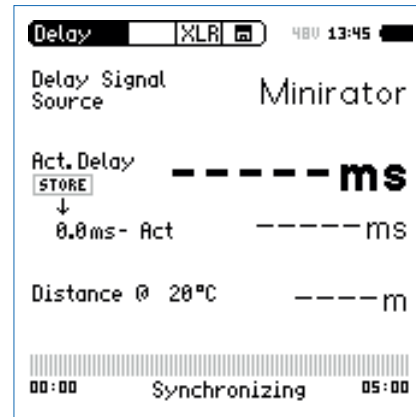 Delay XLR 48V 13:45
Delay Signal Source Minirator
Act. Delay -----ms
STORE
↓
0.0ms- Act -----ms
Distance @ 20°C ----m
00:00 Synchronizing 05:00